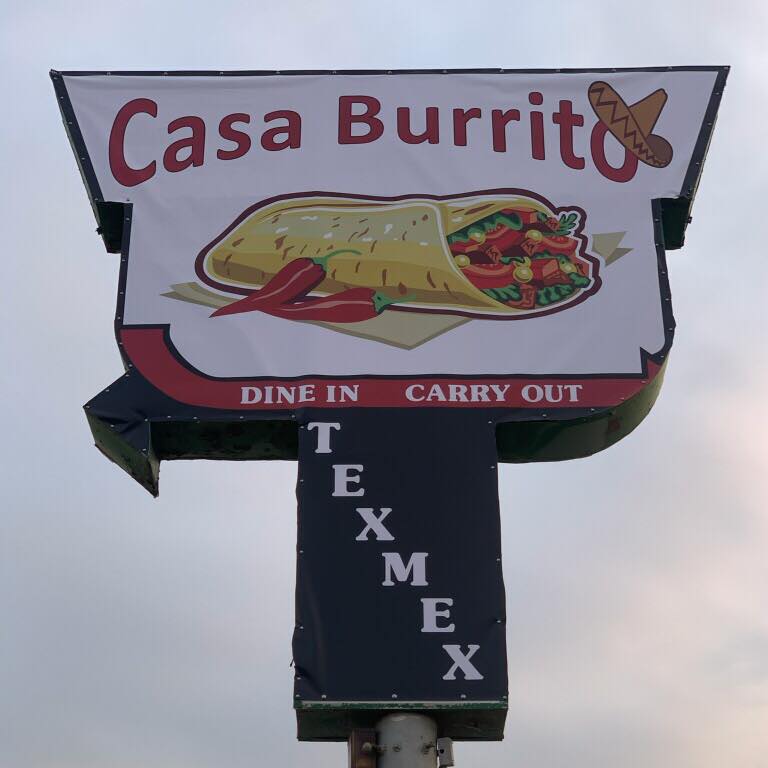 Casa Burrito
DINE IN CARRY OUT
TEXMEX